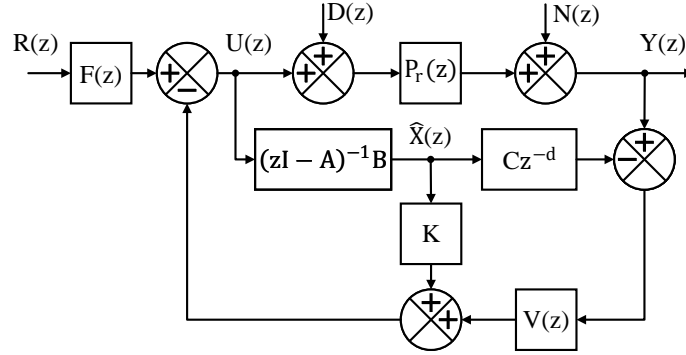 D(z)
N(z)
R(z)
U(z)
Y(z)
F(z)
+
−
+
+
P_r(z)
+
+
X̂(z)
(zI − A)⁻¹B
Cz⁻ᵈ
−
+
K
+
+
V(z)